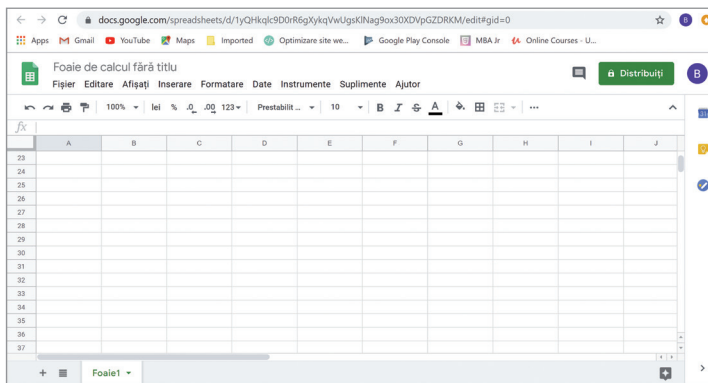 docs.google.com/spreadsheets/d/1yQHkqlc9D0rR6gXykqVwUgsKlNag9ox30XDVpGZDRKM/edit#gid=0 B
Apps Gmail YouTube Maps Imported Optimizare site we... Google Play Console MBA Jr Online Courses - U...
Foaie de calcul fără titlu
Fișier Editare Afișați Inserare Formatare Date Instrumente Suplimente Ajutor
Distribuiți B
100% lei % .0 .00 123 Prestabilit ... 10 B I S A ...
31
fx
A B C D E F G H I J
23
24
25
26
27
28
29
30
31
32
33
34
35
36
37
+ Foaie1